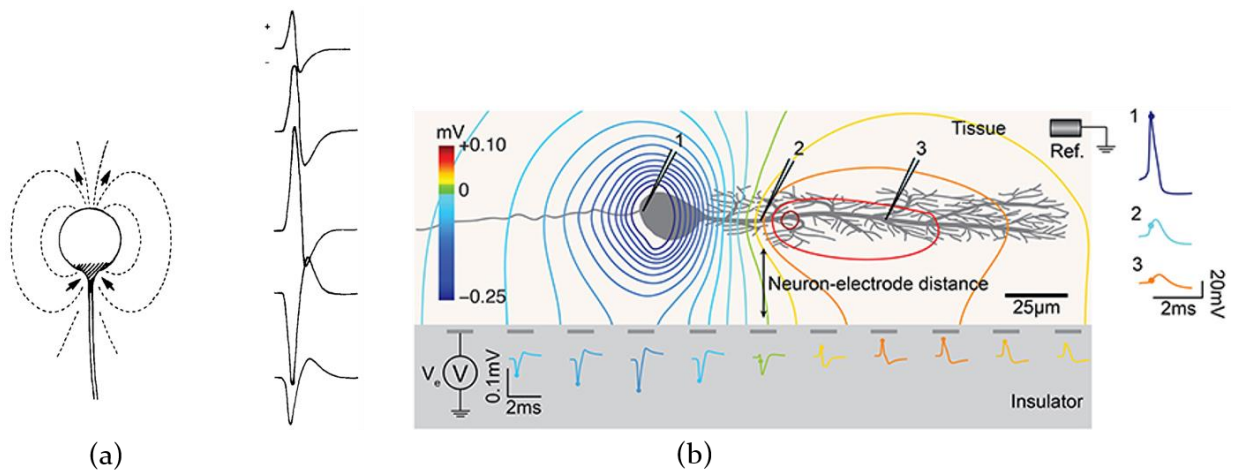 +
-
mV
+0.10
0
−0.25
1
2
3
Tissue
Ref.
Neuron-electrode distance
25µm
Ve
V
0.1mV
2ms
Insulator
1
2
3
20mV
2ms
(a)
(b)